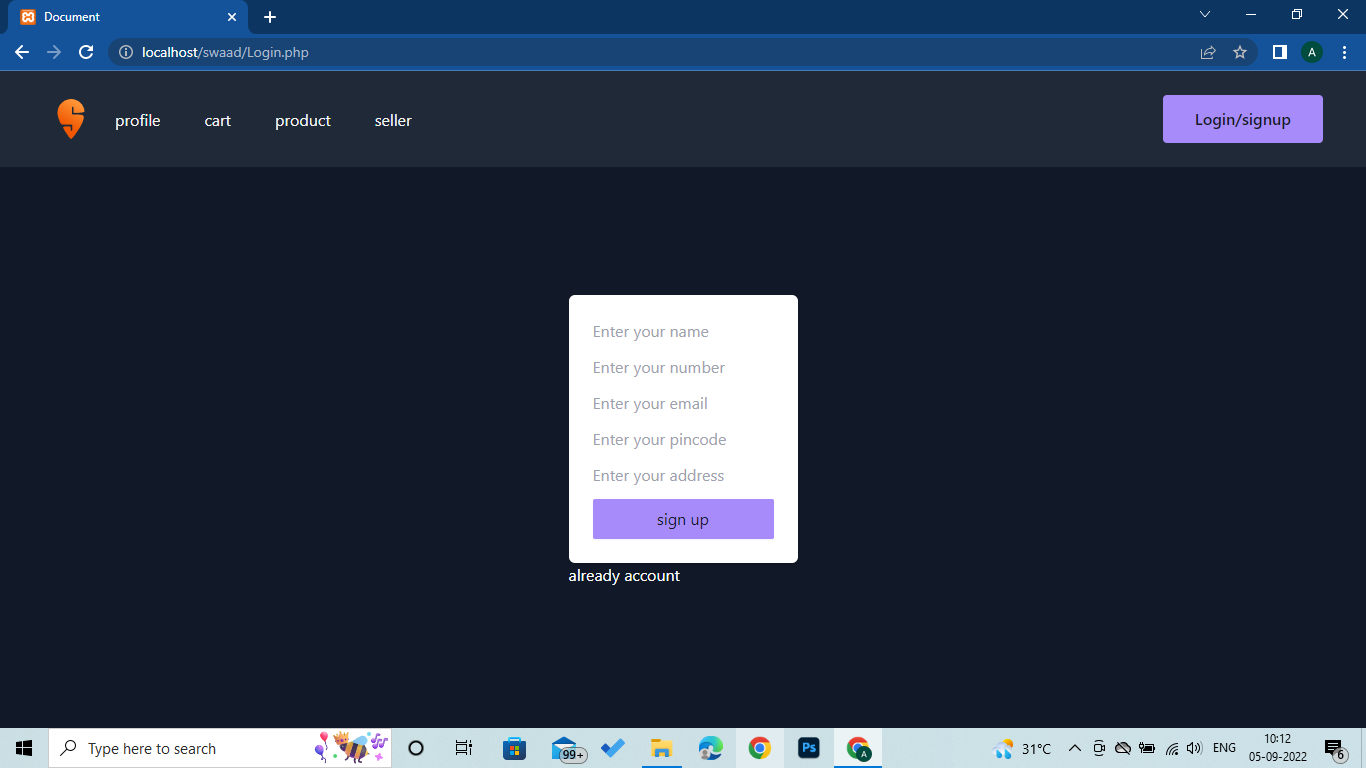 Document
localhost/swaad/Login.php
A
profile cart product seller
Login/signup
Enter your name
Enter your number
Enter your email
Enter your pincode
Enter your address
sign up
already account
Type here to search
99+
Ps
A
31°C
ENG
10:12
05-09-2022
6